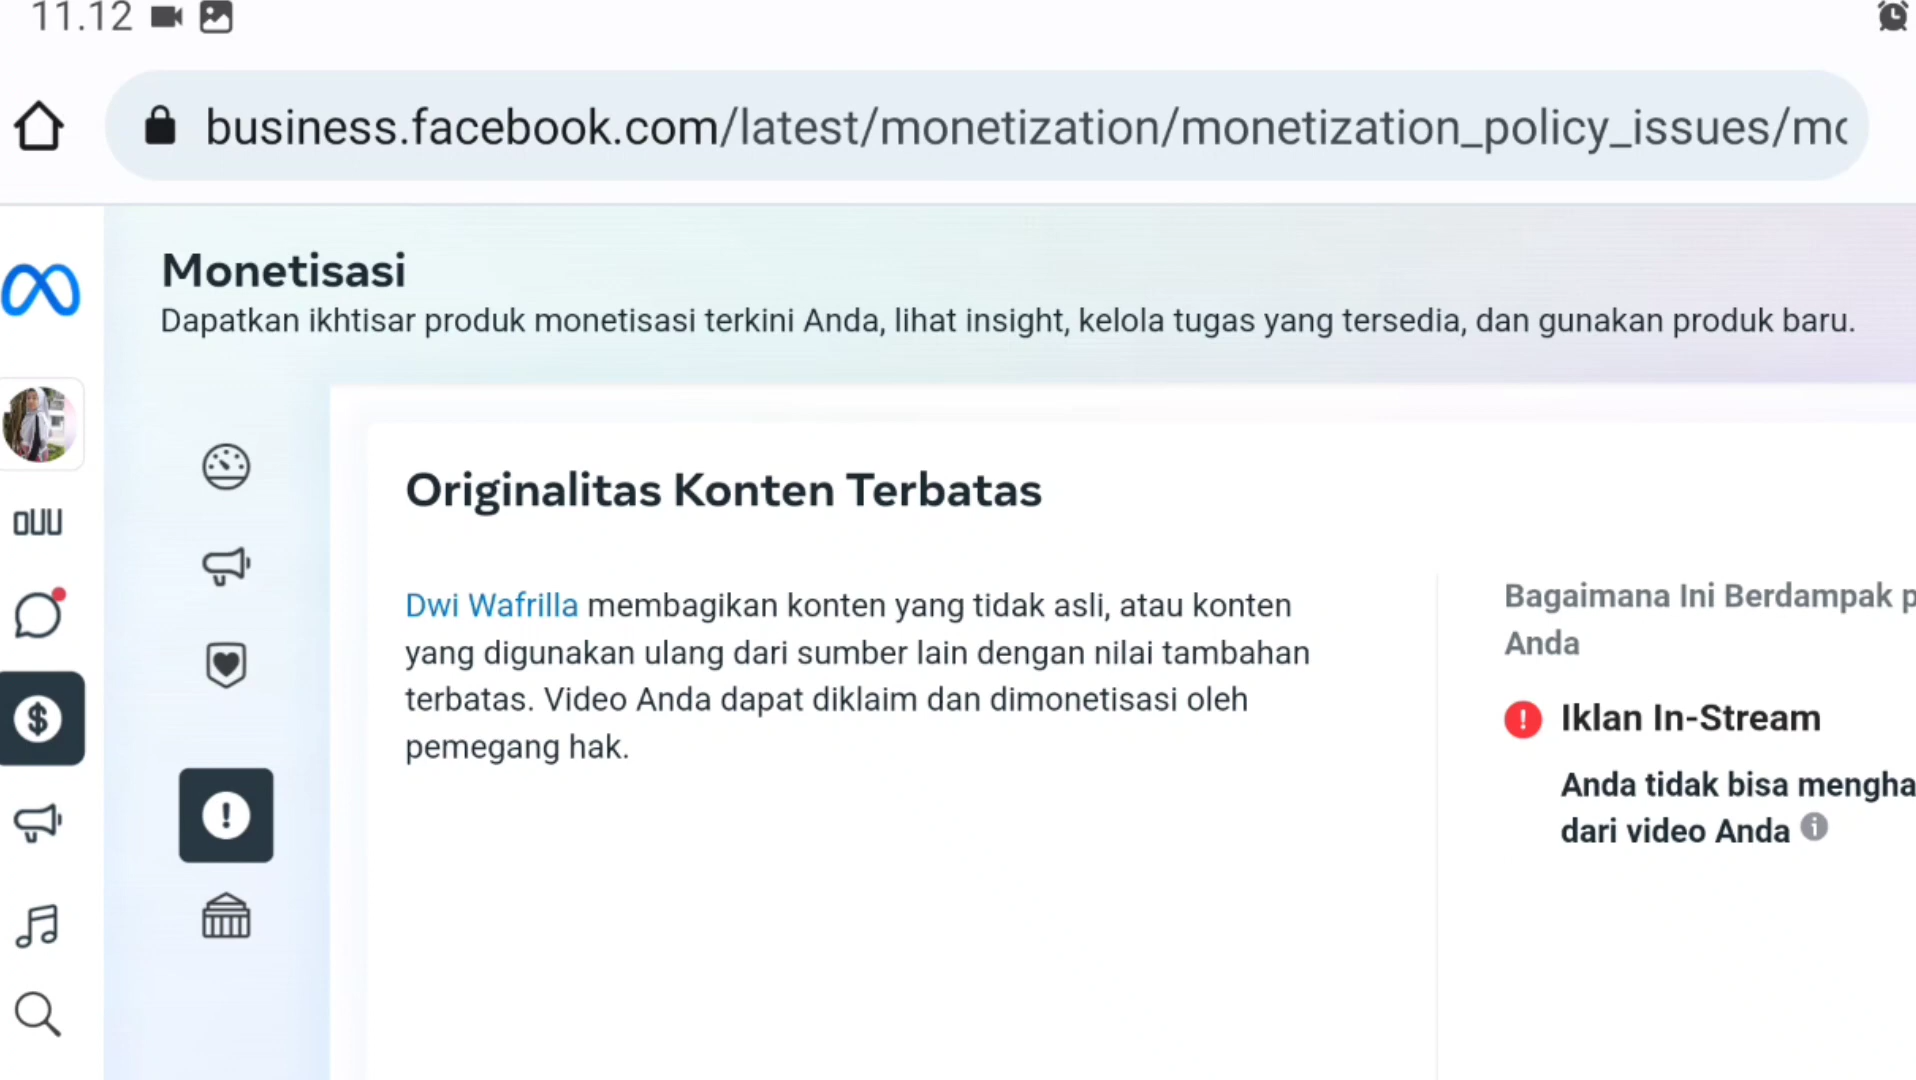 11.12
business.facebook.com/latest/monetization/monetization_policy_issues/mo
Monetisasi
Dapatkan ikhtisar produk monetisasi terkini Anda, lihat insight, kelola tugas yang tersedia, dan gunakan produk baru.
Originalitas Konten Terbatas
Dwi Wafrilla membagikan konten yang tidak asli, atau konten
yang digunakan ulang dari sumber lain dengan nilai tambahan
terbatas. Video Anda dapat diklaim dan dimonetisasi oleh
pemegang hak.
Bagaimana Ini Berdampak p
Anda
Iklan In-Stream
Anda tidak bisa mengha
dari video Anda